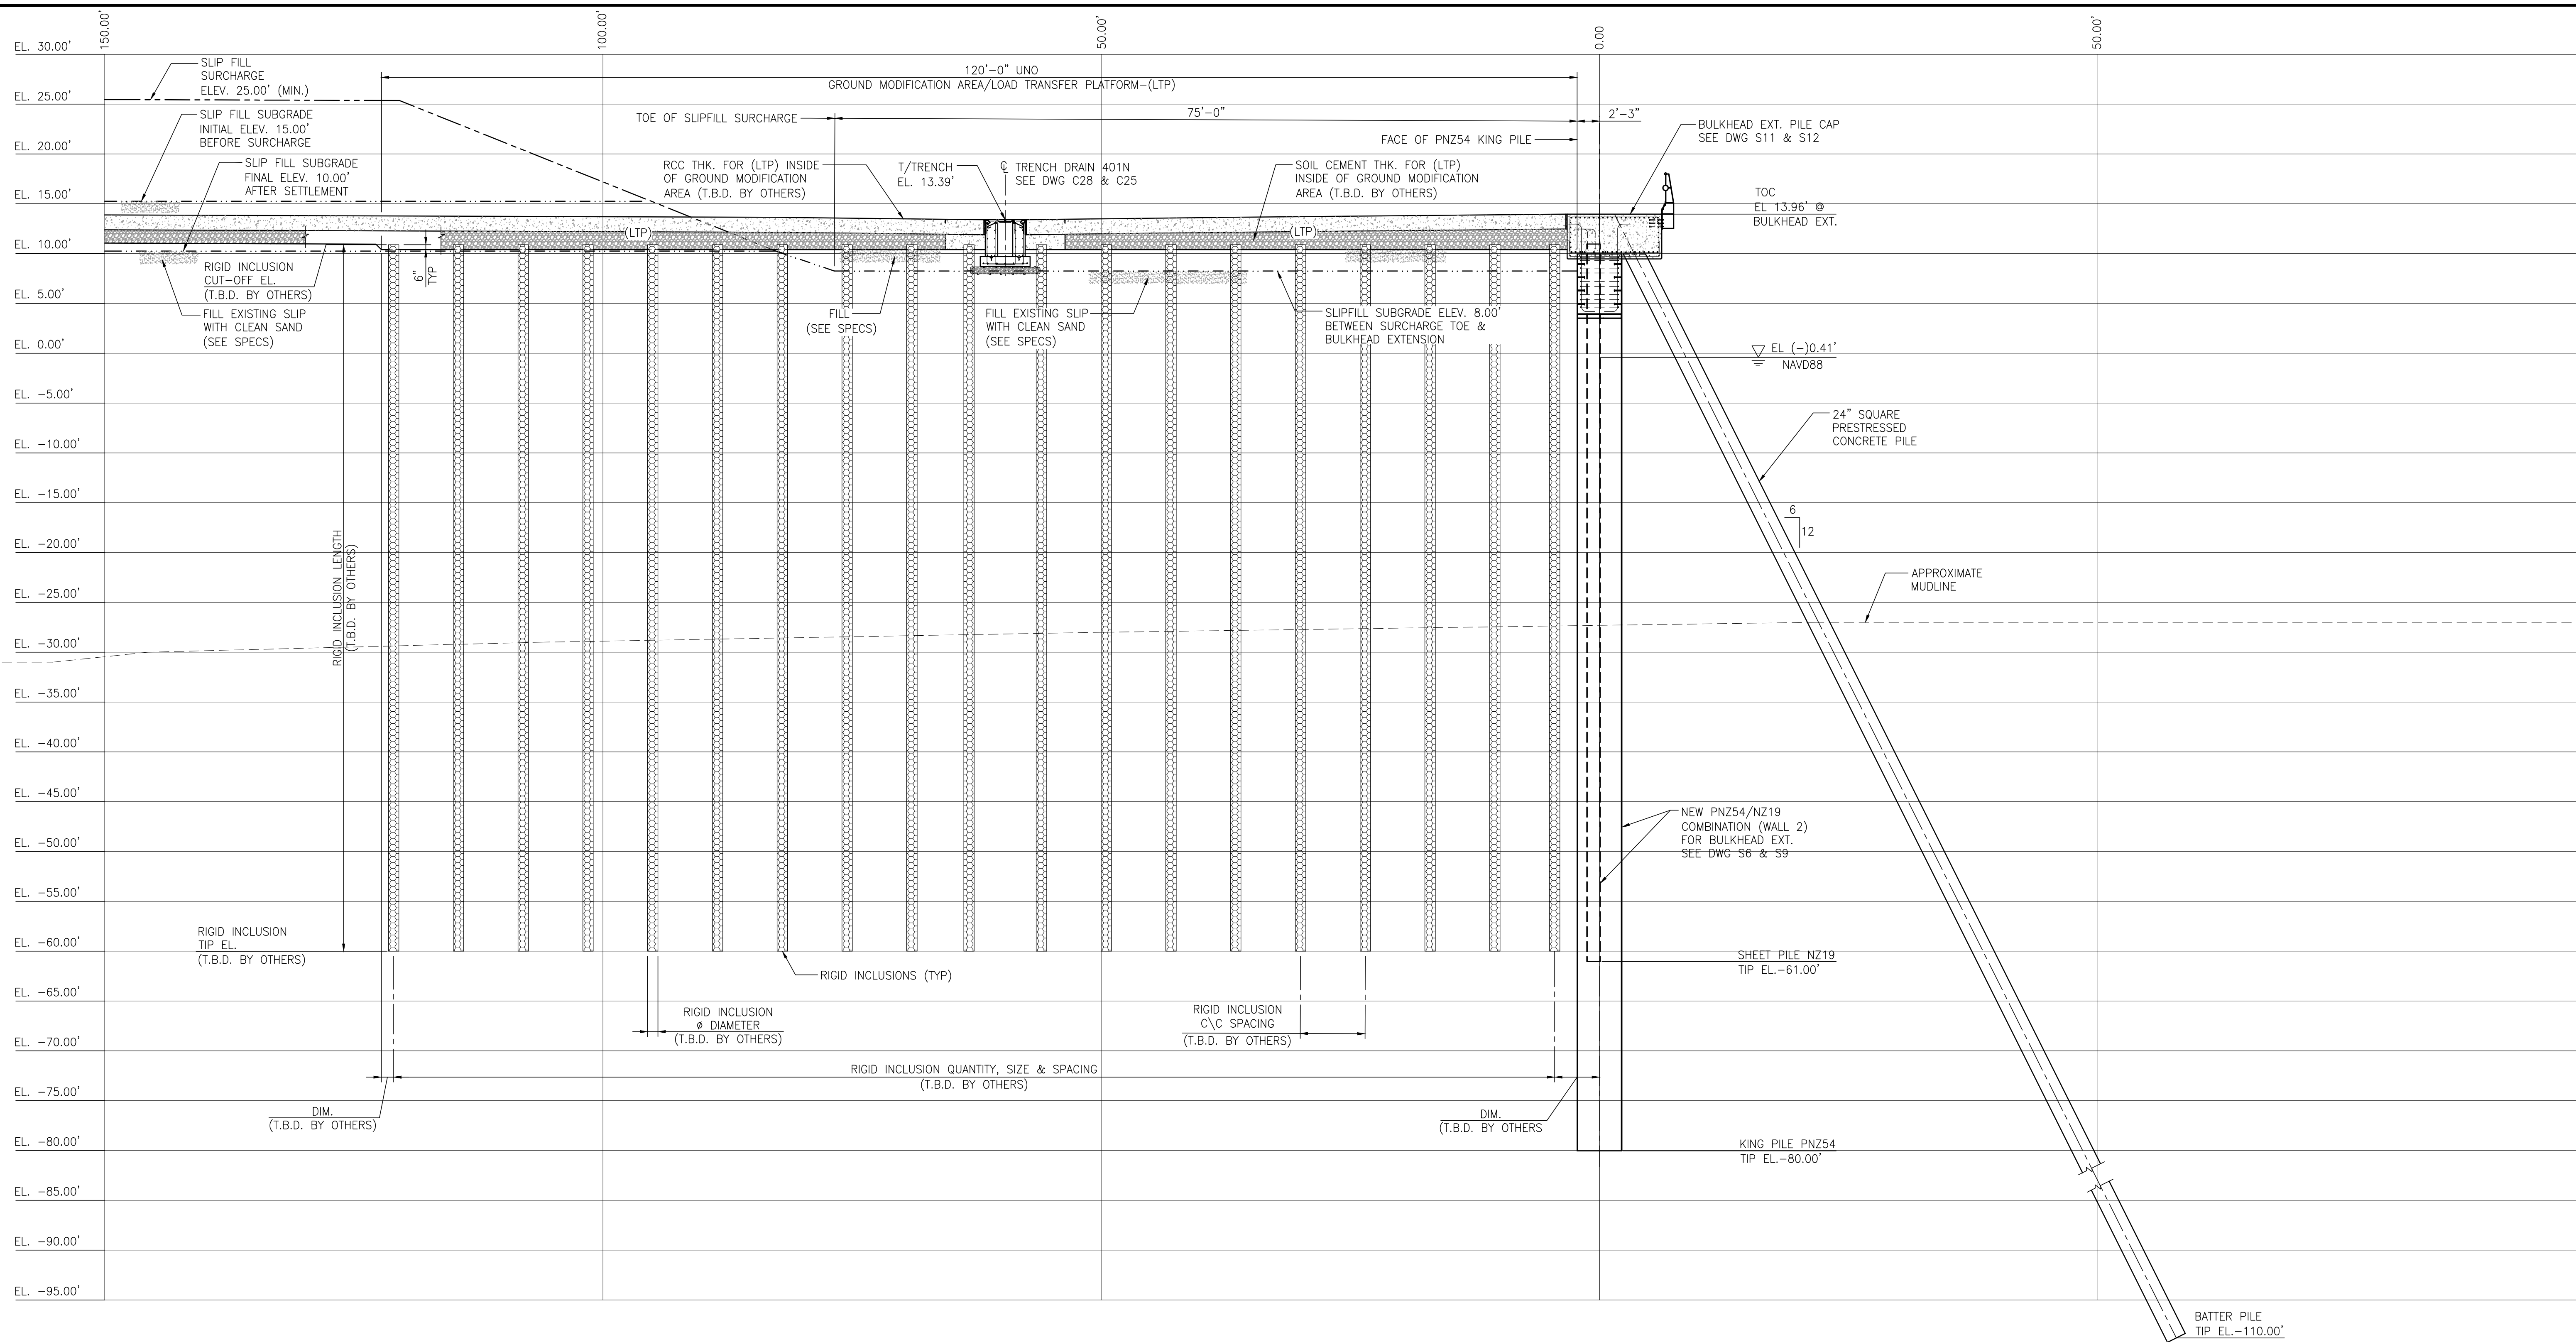 150.00'
100.00'
50.00'
0.00
50.00'
EL. 30.00'
EL. 25.00'
EL. 20.00'
EL. 15.00'
EL. 10.00'
EL. 5.00'
EL. 0.00'
EL. -5.00'
EL. -10.00'
EL. -15.00'
EL. -20.00'
EL. -25.00'
EL. -30.00'
EL. -35.00'
EL. -40.00'
EL. -45.00'
EL. -50.00'
EL. -55.00'
EL. -60.00'
EL. -65.00'
EL. -70.00'
EL. -75.00'
EL. -80.00'
EL. -85.00'
EL. -90.00'
EL. -95.00'
SLIP FILL
SURCHARGE
ELEV. 25.00' (MIN.)
SLIP FILL SUBGRADE
INITIAL ELEV. 15.00'
BEFORE SURCHARGE
SLIP FILL SUBGRADE
FINAL ELEV. 10.00'
AFTER SETTLEMENT
120'-0" UNO
GROUND MODIFICATION AREA/LOAD TRANSFER PLATFORM-(LTP)
TOE OF SLIPFILL SURCHARGE
75'-0"
2'-3"
FACE OF PNZ54 KING PILE
BULKHEAD EXT. PILE CAP
SEE DWG S11 & S12
RCC THK. FOR (LTP) INSIDE
OF GROUND MODIFICATION
AREA (T.B.D. BY OTHERS)
T/TRENCH
EL. 13.39'
℄ TRENCH DRAIN 401N
SEE DWG C28 & C25
SOIL CEMENT THK. FOR (LTP)
INSIDE OF GROUND MODIFICATION
AREA (T.B.D. BY OTHERS)
TOC
EL 13.96' @
BULKHEAD EXT.
(LTP)
(LTP)
RIGID INCLUSION
CUT-OFF EL.
(T.B.D. BY OTHERS)
6"
TYP
FILL EXISTING SLIP
WITH CLEAN SAND
(SEE SPECS)
FILL
(SEE SPECS)
FILL EXISTING SLIP
WITH CLEAN SAND
(SEE SPECS)
SLIPFILL SUBGRADE ELEV. 8.00'
BETWEEN SURCHARGE TOE &
BULKHEAD EXTENSION
EL (-)0.41'
NAVD88
24" SQUARE
PRESTRESSED
CONCRETE PILE
6
12
APPROXIMATE
MUDLINE
RIGID INCLUSION LENGTH
(T.B.D. BY OTHERS)
NEW PNZ54/NZ19
COMBINATION (WALL 2)
FOR BULKHEAD EXT.
SEE DWG S6 & S9
RIGID INCLUSION
TIP EL.
(T.B.D. BY OTHERS)
RIGID INCLUSIONS (TYP)
SHEET PILE NZ19
TIP EL.-61.00'
RIGID INCLUSION
ø DIAMETER
(T.B.D. BY OTHERS)
RIGID INCLUSION
C\C SPACING
(T.B.D. BY OTHERS)
RIGID INCLUSION QUANTITY, SIZE & SPACING
(T.B.D. BY OTHERS)
DIM.
(T.B.D. BY OTHERS)
DIM.
(T.B.D. BY OTHERS
KING PILE PNZ54
TIP EL.-80.00'
BATTER PILE
TIP EL.-110.00'